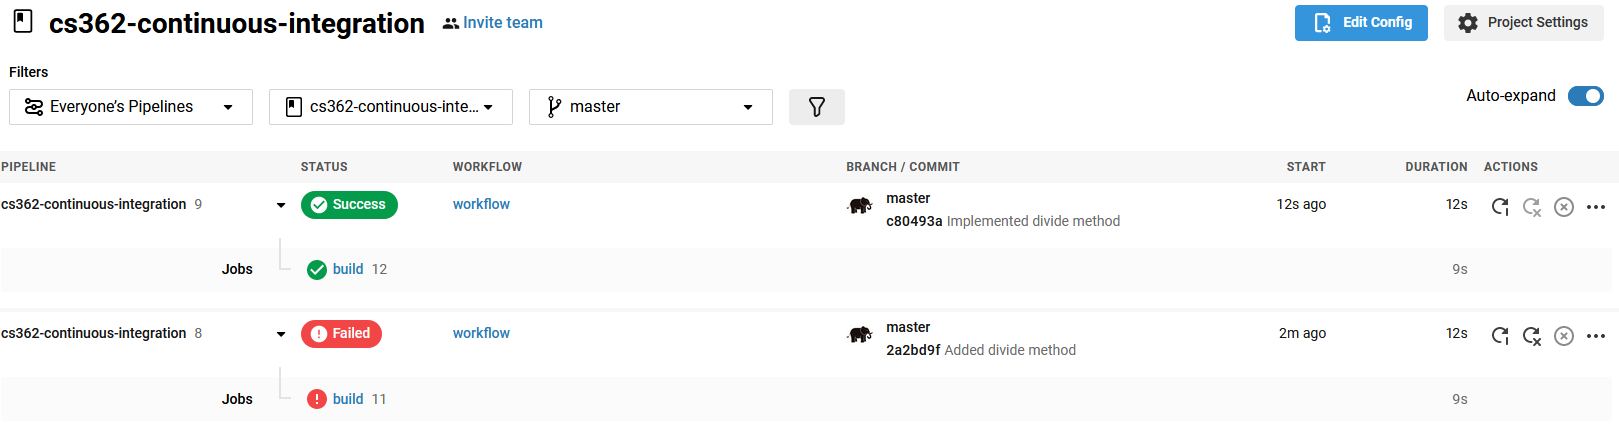 cs362-continuous-integration Invite team Edit Config Project Settings
Filters
Everyone's Pipelines cs362-continuous-inte... master Auto-expand
PIPELINE STATUS WORKFLOW BRANCH / COMMIT START DURATION ACTIONS
cs362-continuous-integration 9 Success workflow master 12s ago 12s
c80493a Implemented divide method
Jobs build 12 9s
cs362-continuous-integration 8 Failed workflow master 2m ago 12s
2a2bd9f Added divide method
Jobs build 11 9s